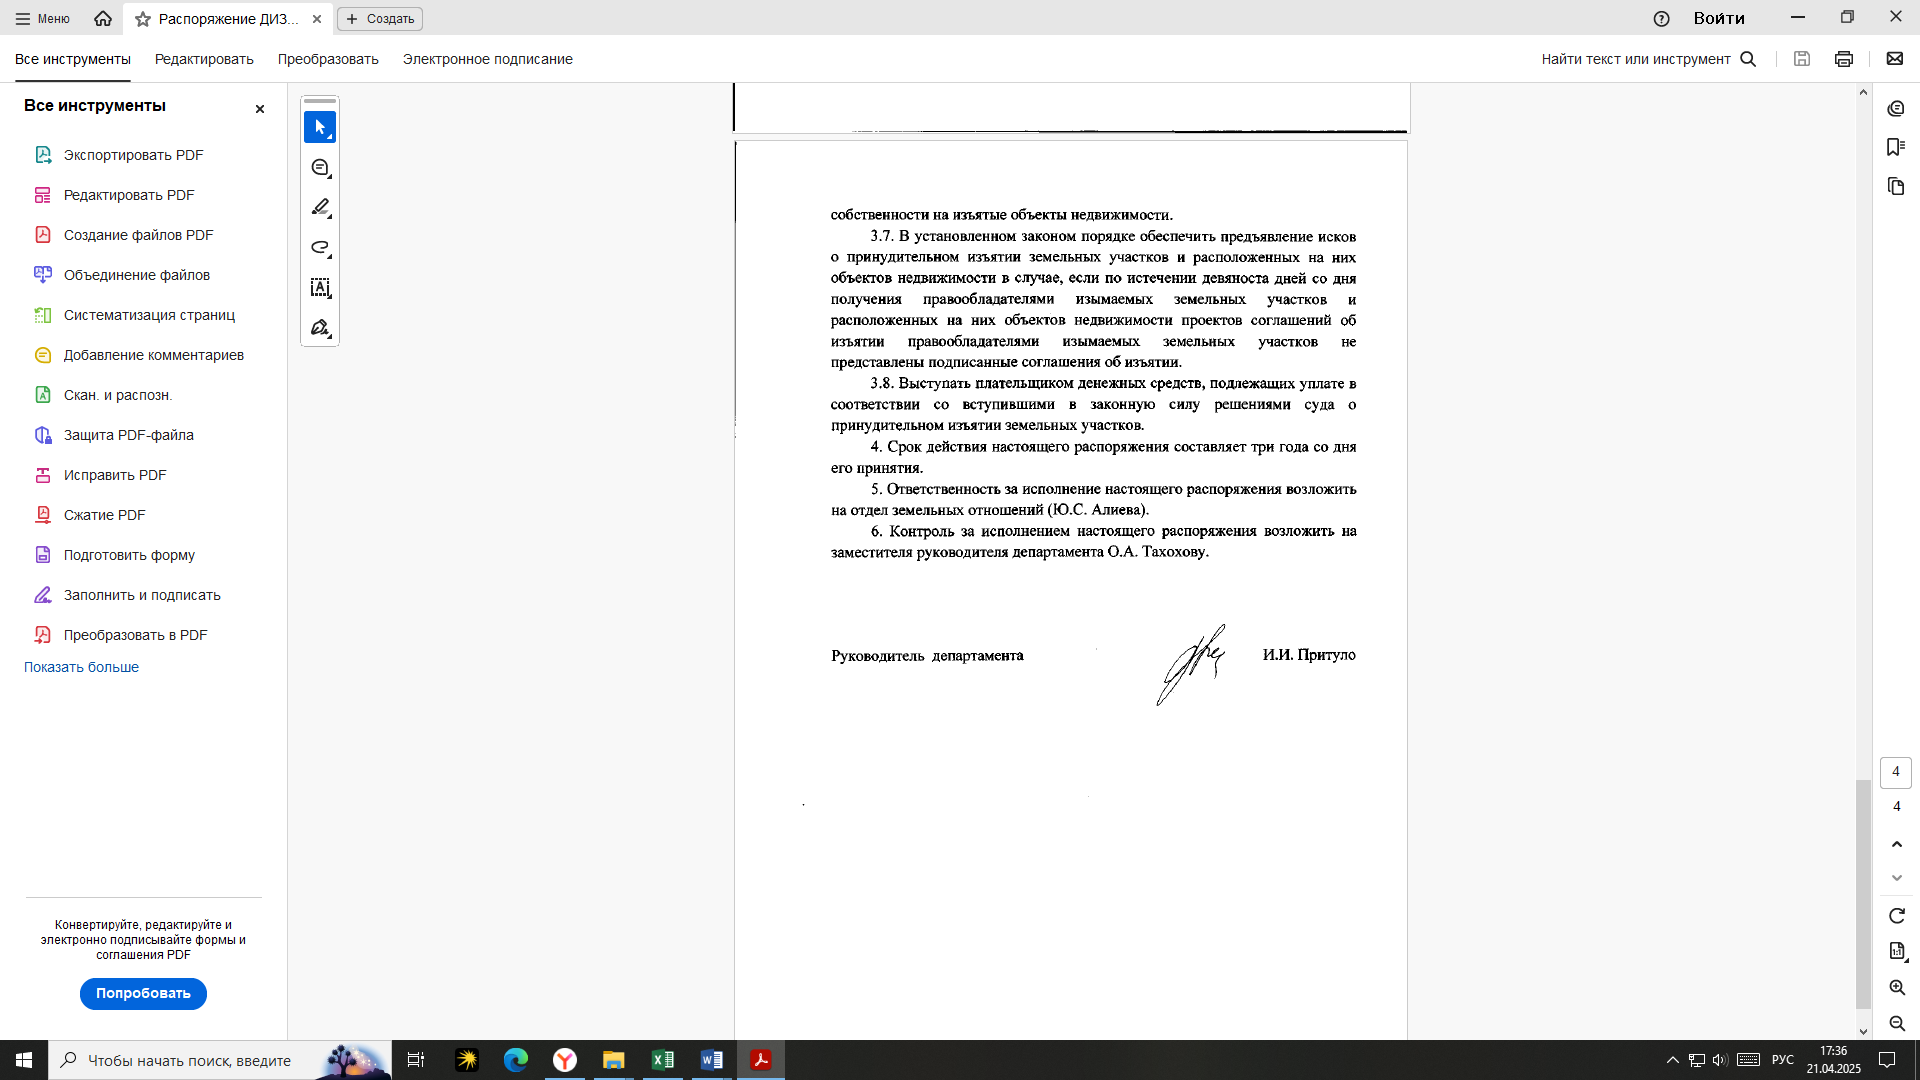 Меню
Распоряжение ДИЗ...
Создать
Войти
Все инструменты
Редактировать
Преобразовать
Электронное подписание
Найти текст или инструмент
Все инструменты
Экспортировать PDF
Редактировать PDF
Создание файлов PDF
Объединение файлов
Систематизация страниц
Добавление комментариев
Скан. и распозн.
Защита PDF-файла
Исправить PDF
Сжатие PDF
Подготовить форму
Заполнить и подписать
Преобразовать в PDF
Показать больше
Конвертируйте, редактируйте и
электронно подписывайте формы и
соглашения PDF
Попробовать
собственности на изъятые объекты недвижимости.
3.7. В установленном законом порядке обеспечить предъявление исков
о принудительном изъятии земельных участков и расположенных на них
объектов недвижимости в случае, если по истечении девяноста дней со дня
получения правообладателями изымаемых земельных участков и
расположенных на них объектов недвижимости проектов соглашений об
изъятии правообладателями изымаемых земельных участков не
представлены подписанные соглашения об изъятии.
3.8. Выступать плательщиком денежных средств, подлежащих уплате в
соответствии со вступившими в законную силу решениями суда о
принудительном изъятии земельных участков.
4. Срок действия настоящего распоряжения составляет три года со дня
его принятия.
5. Ответственность за исполнение настоящего распоряжения возложить
на отдел земельных отношений (Ю.С. Алиева).
6. Контроль за исполнением настоящего распоряжения возложить на
заместителя руководителя департамента О.А. Тахохову.
Руководитель департамента
И.И. Притуло
4
4
1:1
Чтобы начать поиск, введите
РУС
17:36
21.04.2025